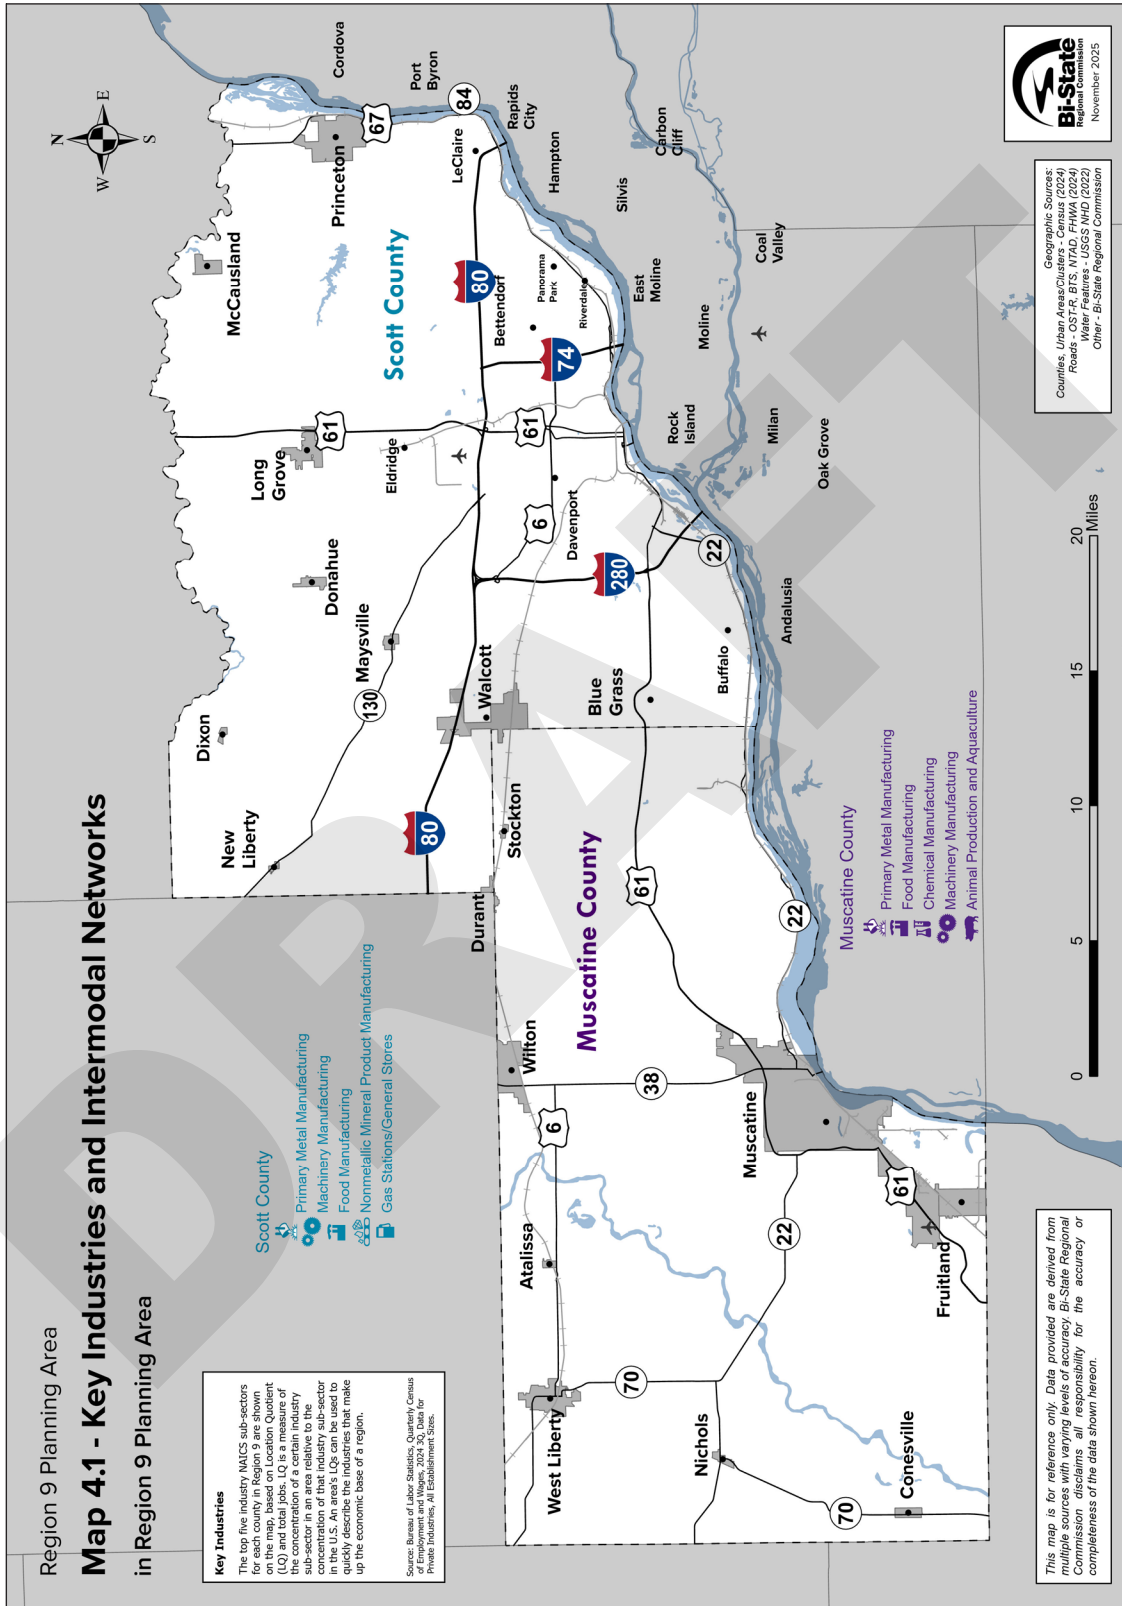 Region 9 Planning Area
Map 4.1 - Key Industries and Intermodal Networks
in Region 9 Planning Area
Key Industries
The top five industry NAICS sub-sectors
for each county in Region 9 are shown
on the map, based on Location Quotient
(LQ) and total jobs. LQ is a measure of
the concentration of a certain industry
sub-sector in an area relative to the
concentration of that industry sub-sector
in the U.S. An area's LQs can be used to
quickly describe the industries that make
up the economic base of a region.
Source: Bureau of Labor Statistics, Quarterly Census
of Employment and Wages, 2024 3Q, Data for
Private Industries, All Establishment Sizes.
Scott County
Primary Metal Manufacturing
Machinery Manufacturing
Food Manufacturing
Nonmetallic Mineral Product Manufacturing
Gas Stations/General Stores
N
W
E
S
DRAFT
Dixon
McCausland
New
Liberty
Donahue
Long
Grove
Princeton
Cordova
Maysville
130
61
67
Eldridge
Scott County
Port
Byron
84
LeClaire
Rapids
City
80
80
Durant
Stockton
Walcott
Bettendorf
Panorama
Park
Riverdale
Hampton
61
6
74
Davenport
280
Silvis
East
Moline
Carbon
Cliff
Wilton
Muscatine County
Blue
Grass
Rock
Island
Moline
Coal
Valley
6
Atalissa
38
61
22
Buffalo
Milan
Andalusia
Oak Grove
West Liberty
70
Muscatine
22
22
Nichols
61
Fruitland
Conesville
70
Muscatine County
Primary Metal Manufacturing
Food Manufacturing
Chemical Manufacturing
Machinery Manufacturing
Animal Production and Aquaculture
This map is for reference only. Data provided are derived from
multiple sources with varying levels of accuracy. Bi-State Regional
Commission disclaims all responsibility for the accuracy or
completeness of the data shown hereon.
0
5
10
15
20
Miles
Geographic Sources:
Counties, Urban Areas/Clusters - Census (2024)
Roads - OST-R, BTS, NTAD, FHWA (2024)
Water Features - USGS NHD (2022)
Other - Bi-State Regional Commission
Bi-State
Regional Commission
November 2025